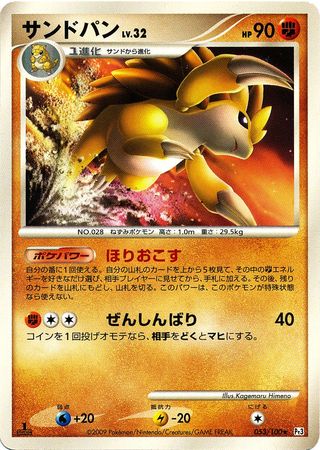 サンドパン LV.32 HP 90
1進化 サンドから進化
NO.028 ねずみポケモン 高さ：1.0m 重さ：29.5kg
ポケパワー ほりおこす
自分の番に1回使える。自分の山札のカードを上から5枚見て、その中の闘エネル
ギーを好きなだけ選び、相手プレイヤーに見せてから、手札に加える。その後、残り
のカードを山札にもどし、山札を切る。このパワーは、このポケモンが特殊状
態なら使えない。
ぜんしんばり 40
コインを1回投げオモテなら、相手をどくとマヒにする。
Illus.Kagemaru Himeno
弱点 +20 抵抗力 -20 にげる
053/100 Pt3
©2009 Pokémon/Nintendo/Creatures/GAME FREAK